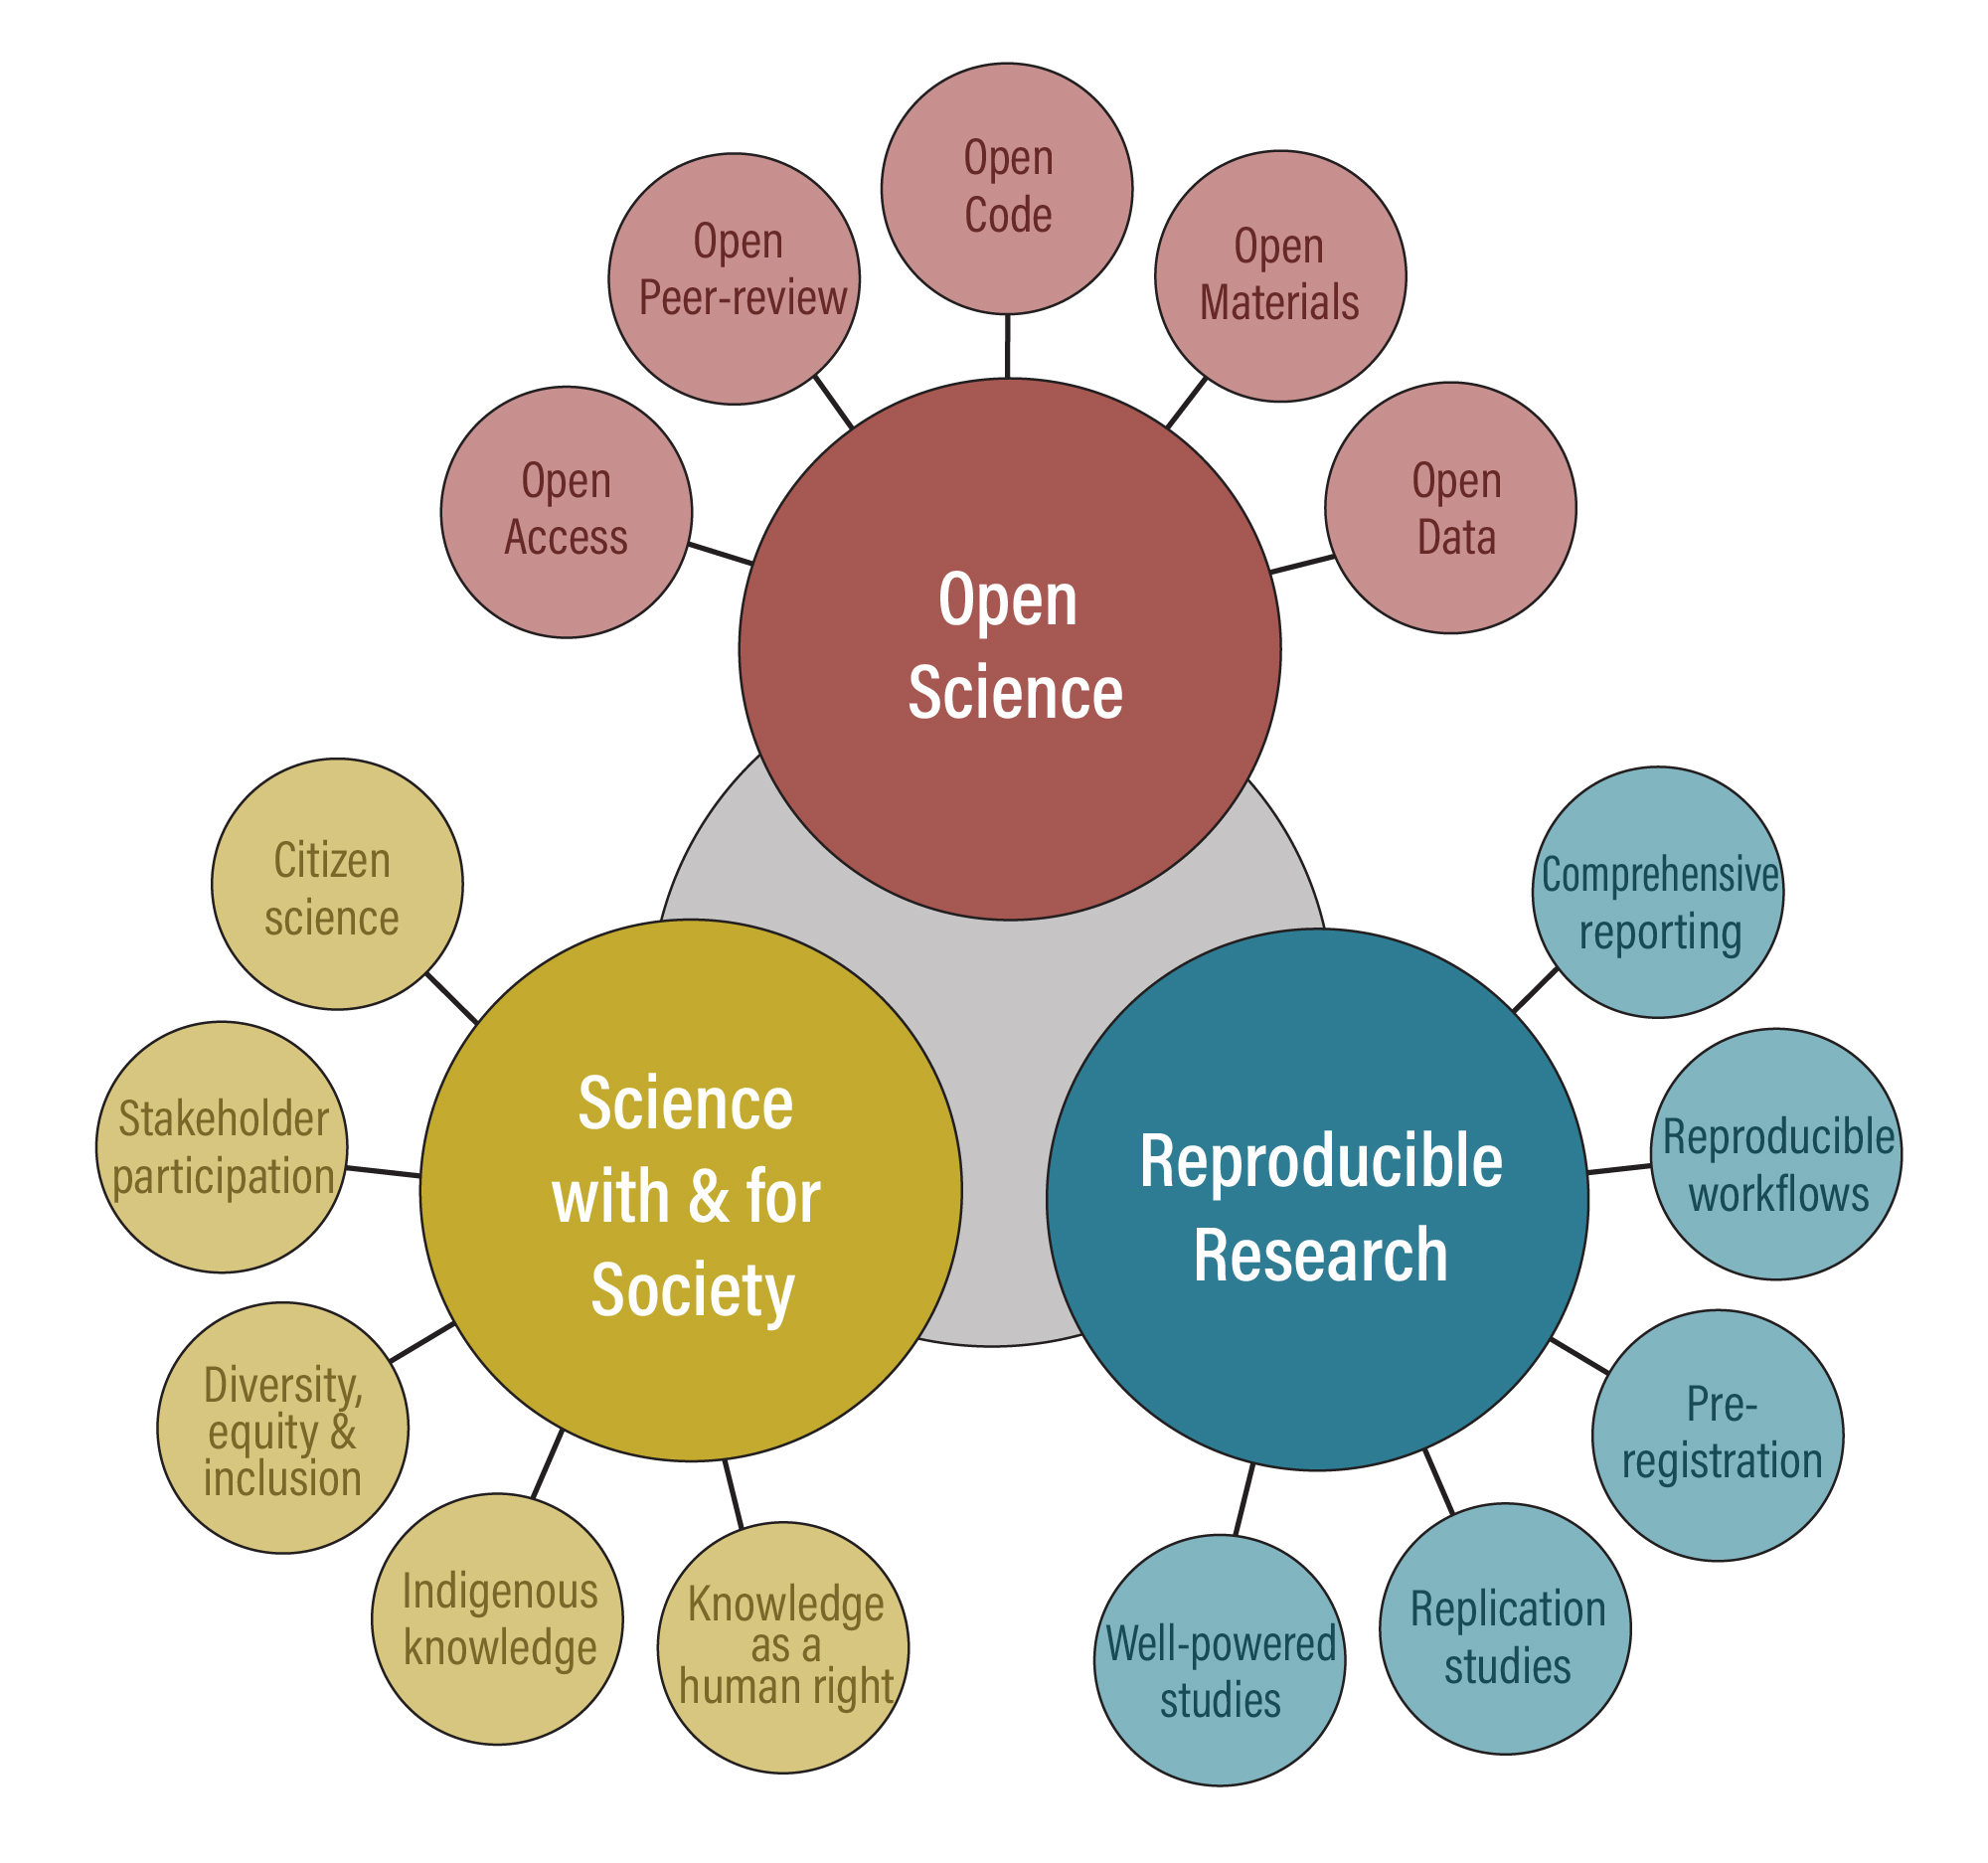 Open
Code
Open
Peer-review
Open
Materials
Open
Access
Open
Data
Open
Science
Citizen
science
Comprehensive
reporting
Stakeholder
participation
Science
with & for
Society
Reproducible
Research
Reproducible
workflows
Diversity,
equity &
inclusion
Pre-
registration
Indigenous
knowledge
Knowledge
as a
human right
Well-powered
studies
Replication
studies